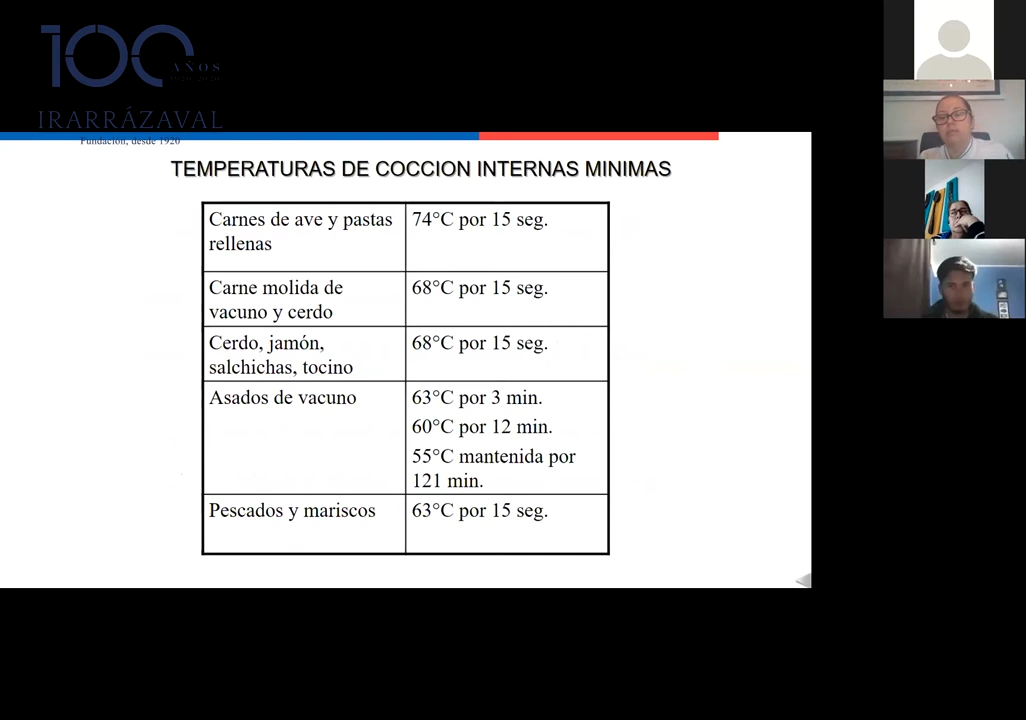 100
AÑOS
IRARRÁZAVAL
Fundación, desde 1920
TEMPERATURAS DE COCCION INTERNAS MINIMAS
Carnes de ave y pastas
rellenas
74°C por 15 seg.
Carne molida de
vacuno y cerdo
68°C por 15 seg.
Cerdo, jamón,
salchichas, tocino
68°C por 15 seg.
Asados de vacuno
63°C por 3 min.
60°C por 12 min.
55°C mantenida por
121 min.
Pescados y mariscos
63°C por 15 seg.